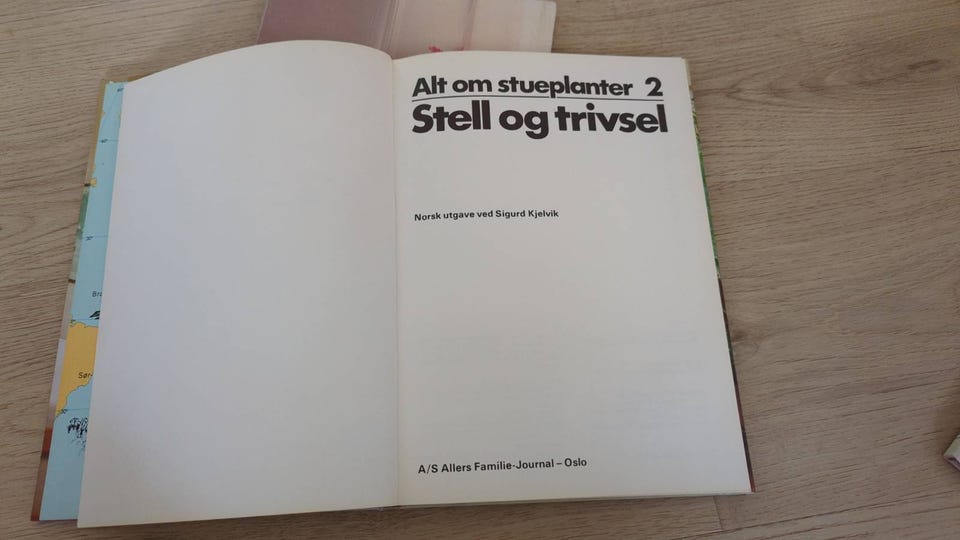 Alt om stueplanter 2
Stell og trivsel
Norsk utgave ved Sigurd Kjelvik
A/S Allers Familie-Journal – Oslo